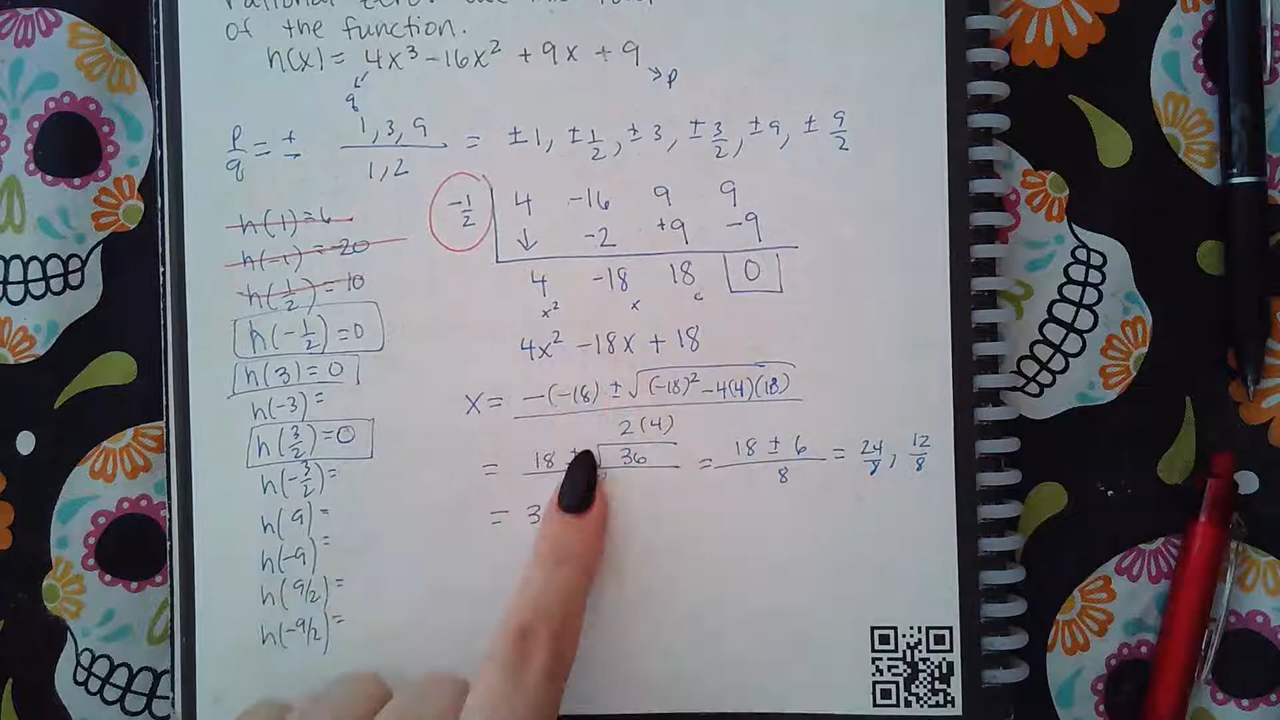 of the function.
h(x) = 4x³ - 16x² + 9x + 9
q
p
p/q = ± 1, 3, 9 / 1, 2 = ±1, ±1/2, ±3, ±3/2, ±9, ±9/2
-1/2 4 -16 9 9
↓ -2 +9 -9
4 -18 18 0
x² x c
4x² - 18x + 18
x = -(-18) ± √(-18)² - 4(4)(18) / 2(4)
= 18 ± √36 = 18 ± 6 / 8 = 24/8, 12/8
= 3
h(1) = 6
h(-1) = -20
h(1/2) = 10
h(-1/2) = 0
h(3) = 0
h(-3) =
h(3/2) = 0
h(-3/2) =
h(9) =
h(-9) =
h(9/2) =
h(-9/2) =